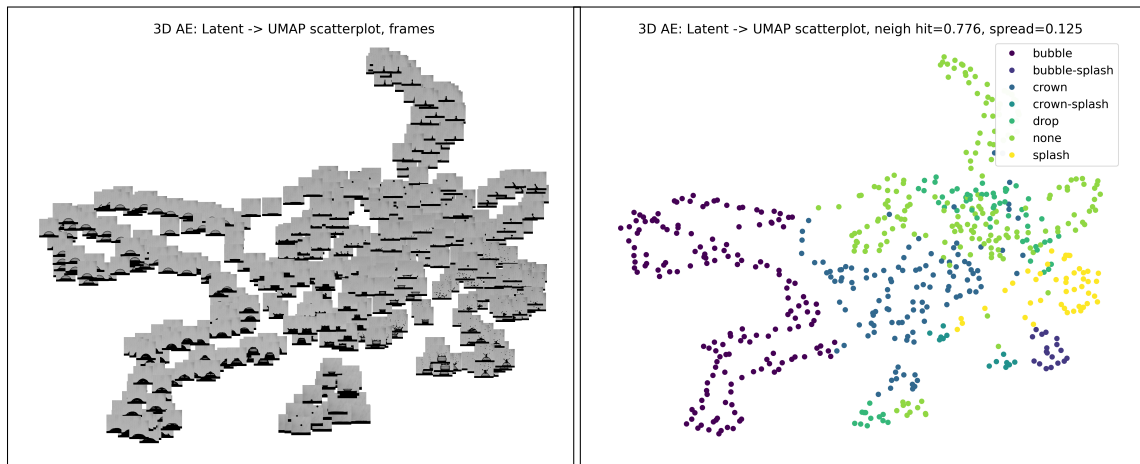 3D AE: Latent -> UMAP scatterplot, frames
3D AE: Latent -> UMAP scatterplot, neigh hit=0.776, spread=0.125
bubble
bubble-splash
crown
crown-splash
drop
none
splash